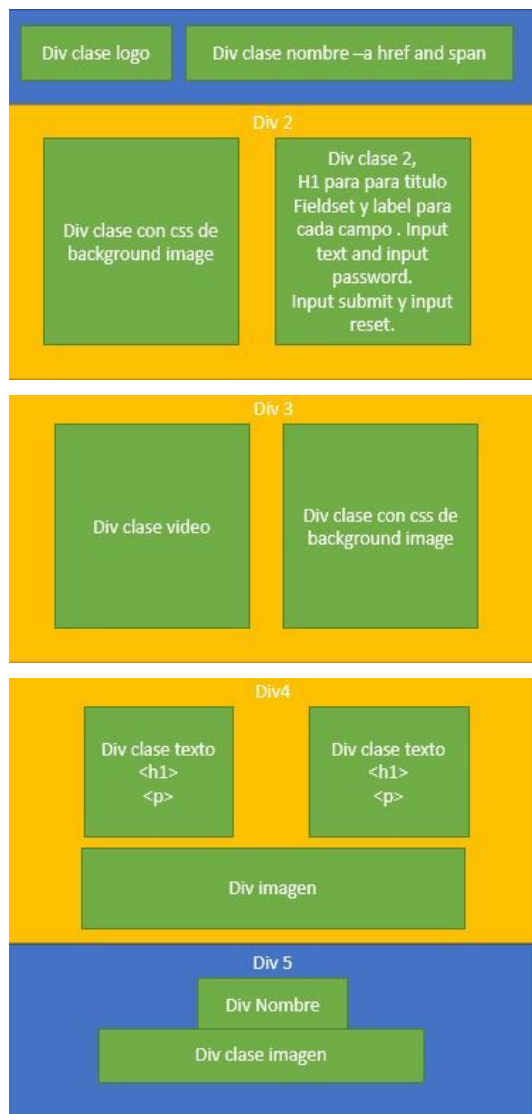 Div clase logo
Div clase nombre –a href and span
Div 2
Div clase con css de
background image
Div clase 2,
H1 para para titulo
Fieldset y label para
cada campo . Input
text and input
password.
Input submit y input
reset.
Div 3
Div clase video
Div clase con css de
background image
Div4
Div clase texto
<h1>
<p>
Div clase texto
<h1>
<p>
Div imagen
Div 5
Div Nombre
Div clase imagen